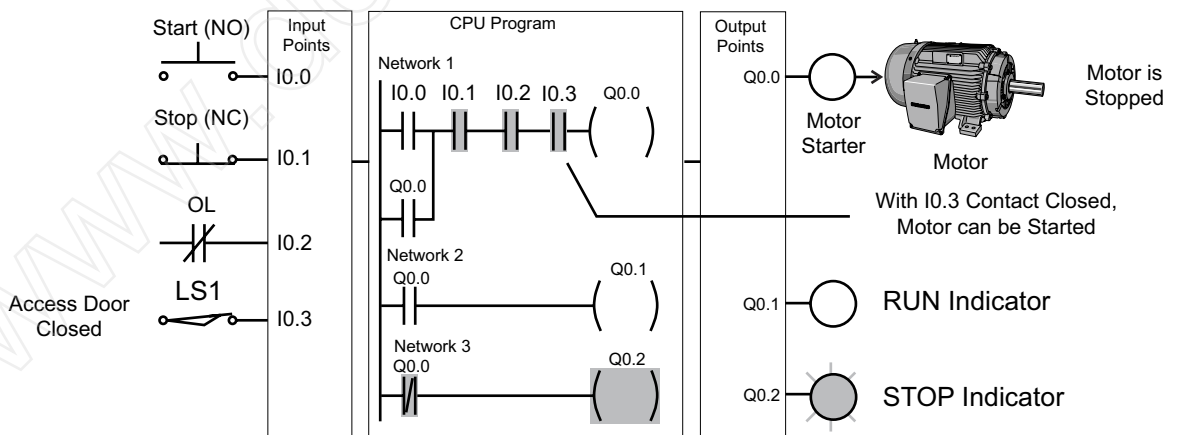 Start (NO)
I0.0
Stop (NC)
I0.1
OL
I0.2
Access Door
Closed
LS1
I0.3
Input
Points
CPU Program
Network 1
I0.0 I0.1 I0.2 I0.3 Q0.0
Q0.0
Network 2
Q0.0 Q0.1
Network 3
Q0.0 Q0.2
Output
Points
Q0.0
Motor
Starter
Motor
Motor is
Stopped
With I0.3 Contact Closed,
Motor can be Started
Q0.1
RUN Indicator
Q0.2
STOP Indicator